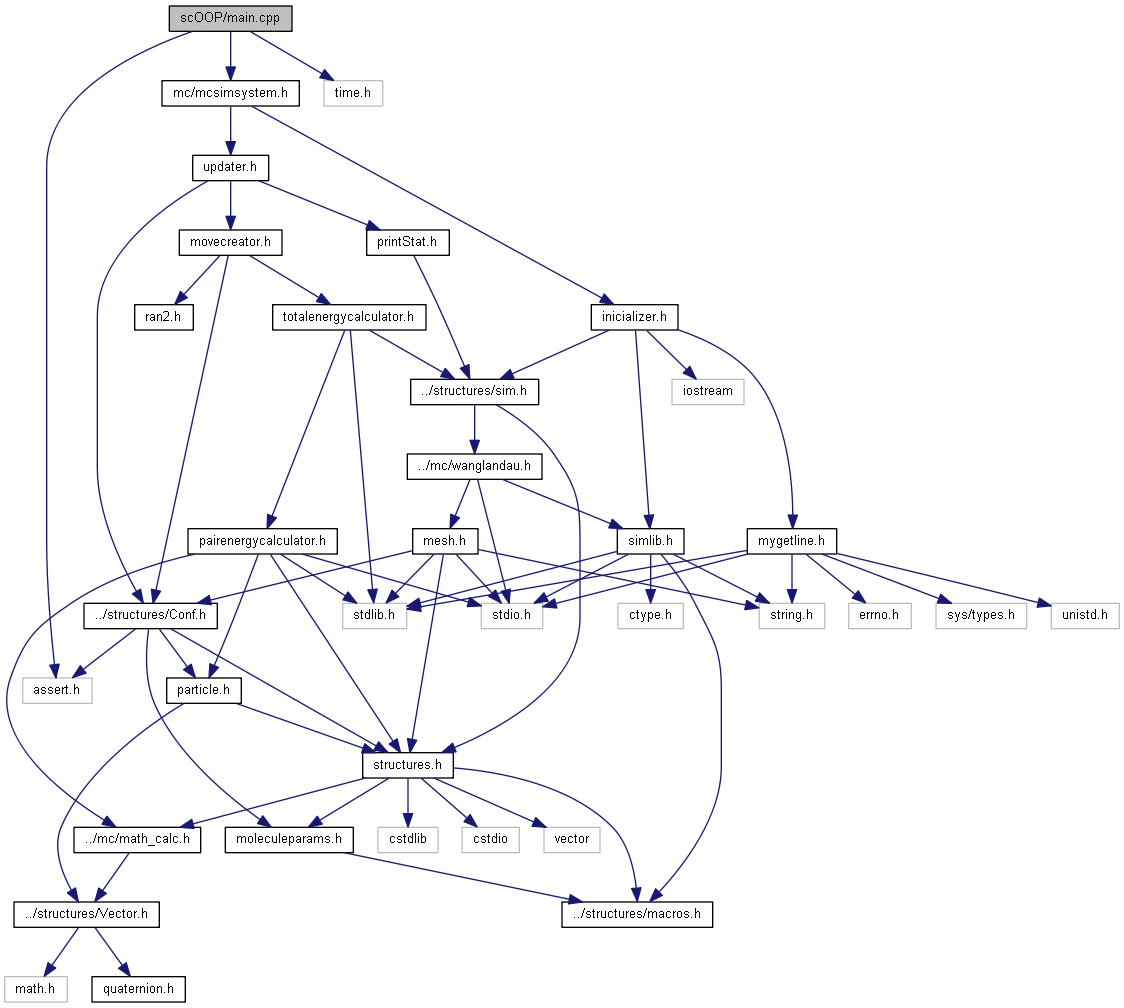 scOOP/main.cpp
mc/mcsimsystem.h
time.h
updater.h
movecreator.h
printStat.h
ran2.h
totalenergycalculator.h
inicializer.h
../structures/sim.h
iostream
../mc/wanglandau.h
pairenergycalculator.h
mesh.h
simlib.h
mygetline.h
../structures/Conf.h
stdlib.h
stdio.h
ctype.h
string.h
errno.h
sys/types.h
unistd.h
assert.h
particle.h
structures.h
../mc/math_calc.h
moleculeparams.h
cstdlib
cstdio
vector
../structures/Vector.h
../structures/macros.h
math.h
quaternion.h